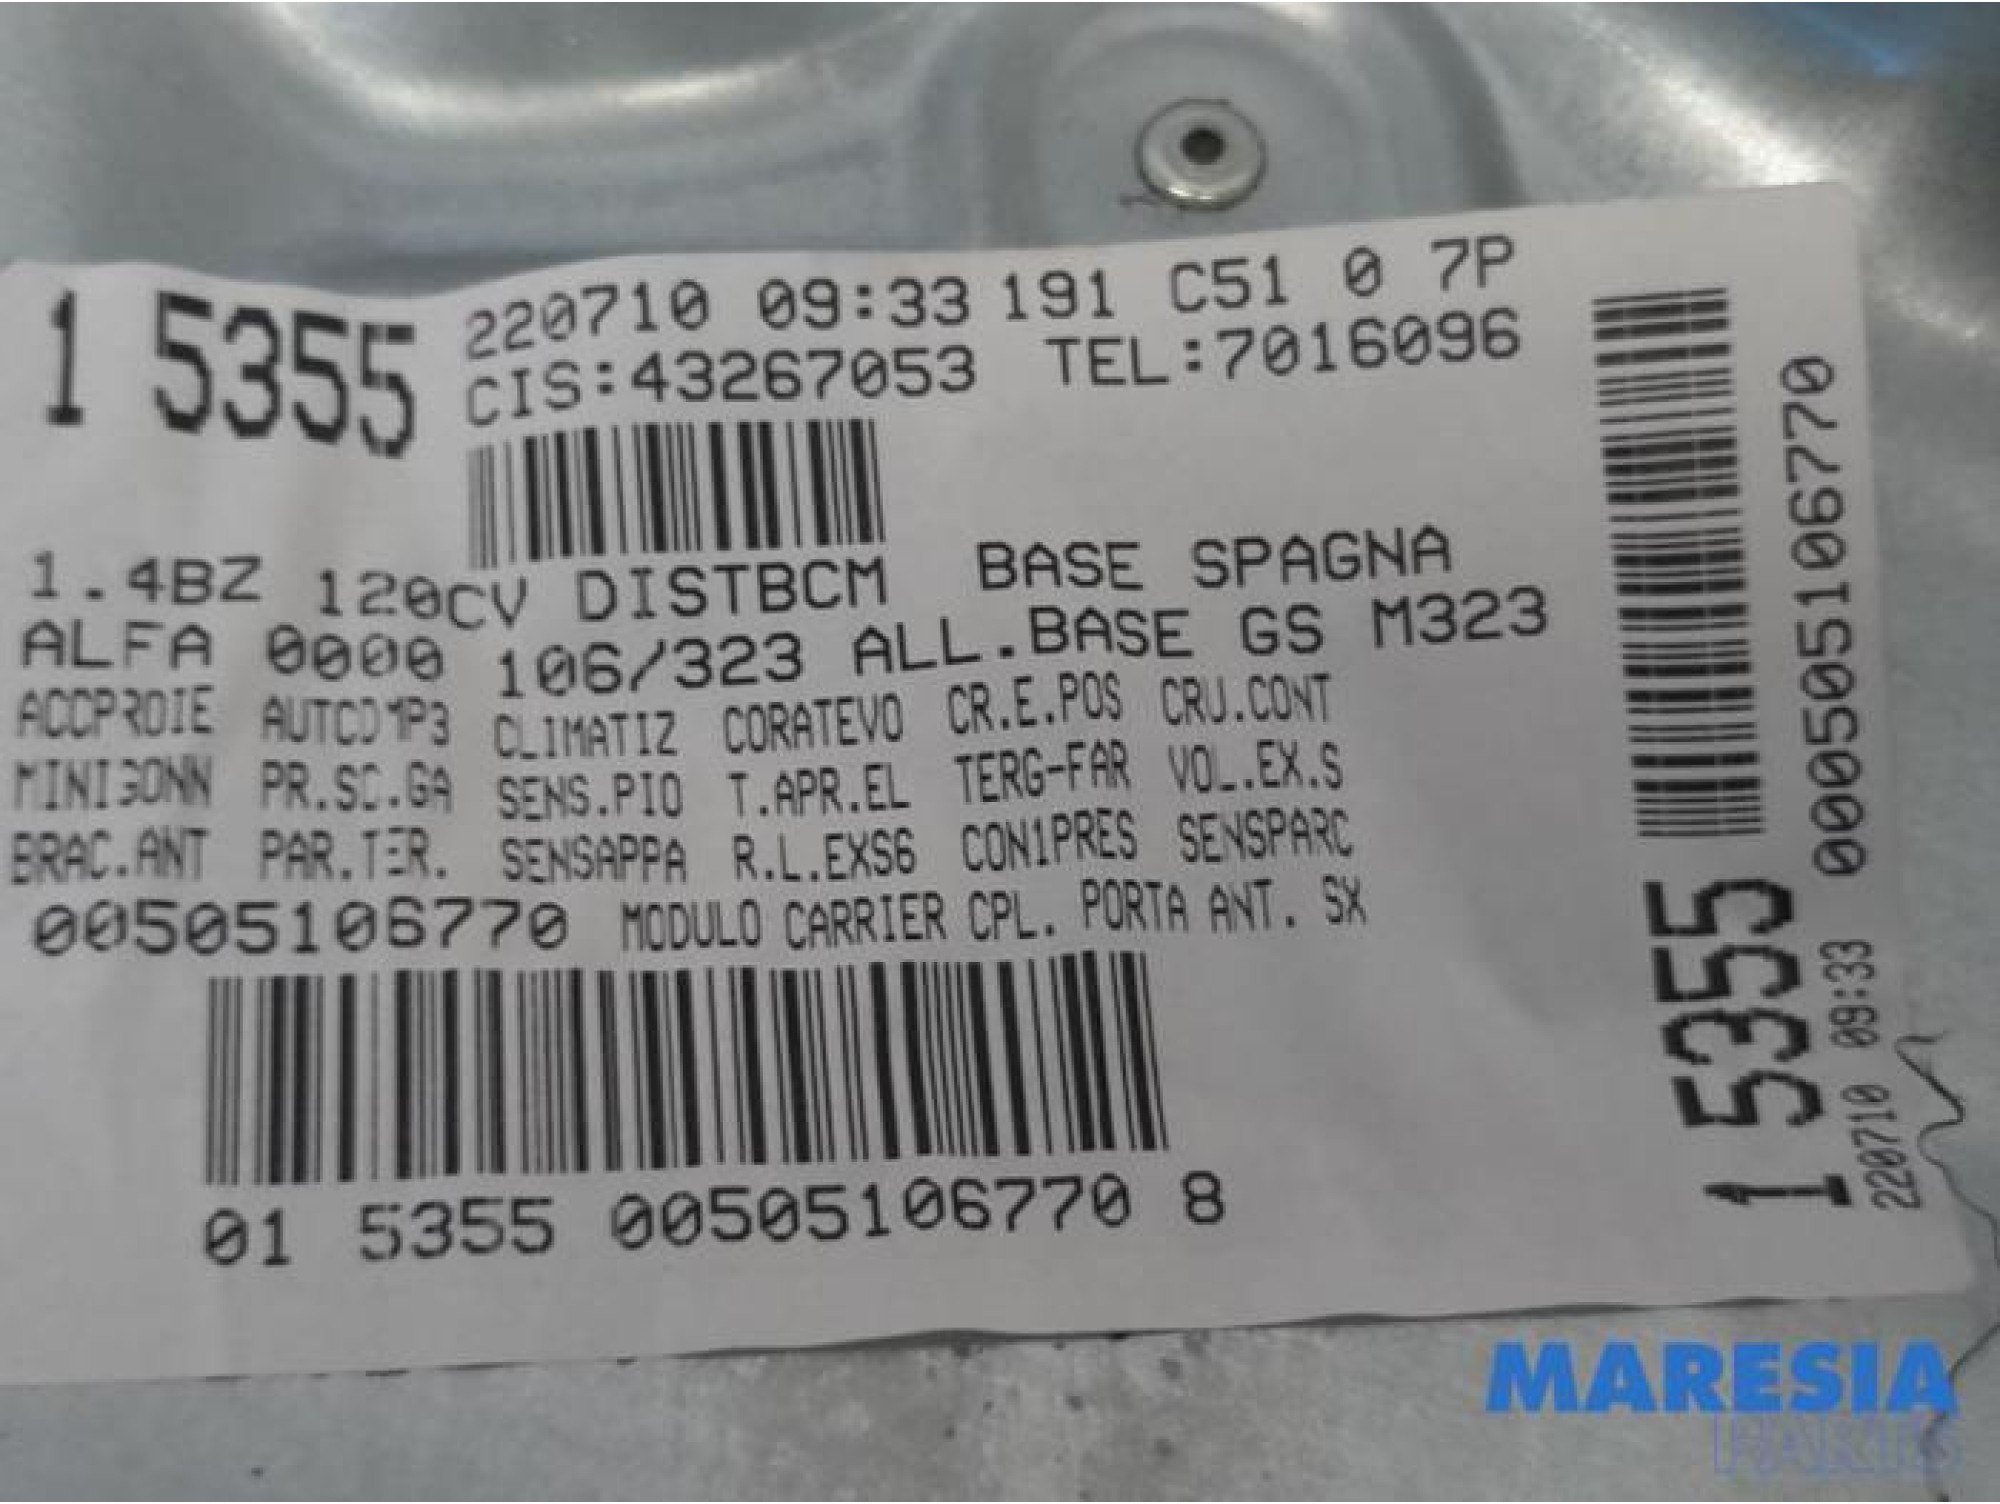 1 5355
220710 09:33 191 C51 0 7P
CIS:43267053 TEL:7016096
1.4BZ 120CV DISTBCM BASE SPAGNA
ALFA 0000 106/323 ALL.BASE GS M323
ACCPROIE AUTCOMP3 CLIMATIZ CORATEVO CR.E.POS CRU.CONT
MINIGONN PR.SC.GA SENS.PIO T.APR.EL TERG-FAR VOL.EX.S
BRAC.ANT PAR.TER. SENSAPPA R.L.EXS6 CON1PRES SENSPARC
00505106770 MODULO CARRIER CPL. PORTA ANT. SX
01 5355 00505106770 8
00505106770
1 5355
220710 09:33
MARESIA
PARTS